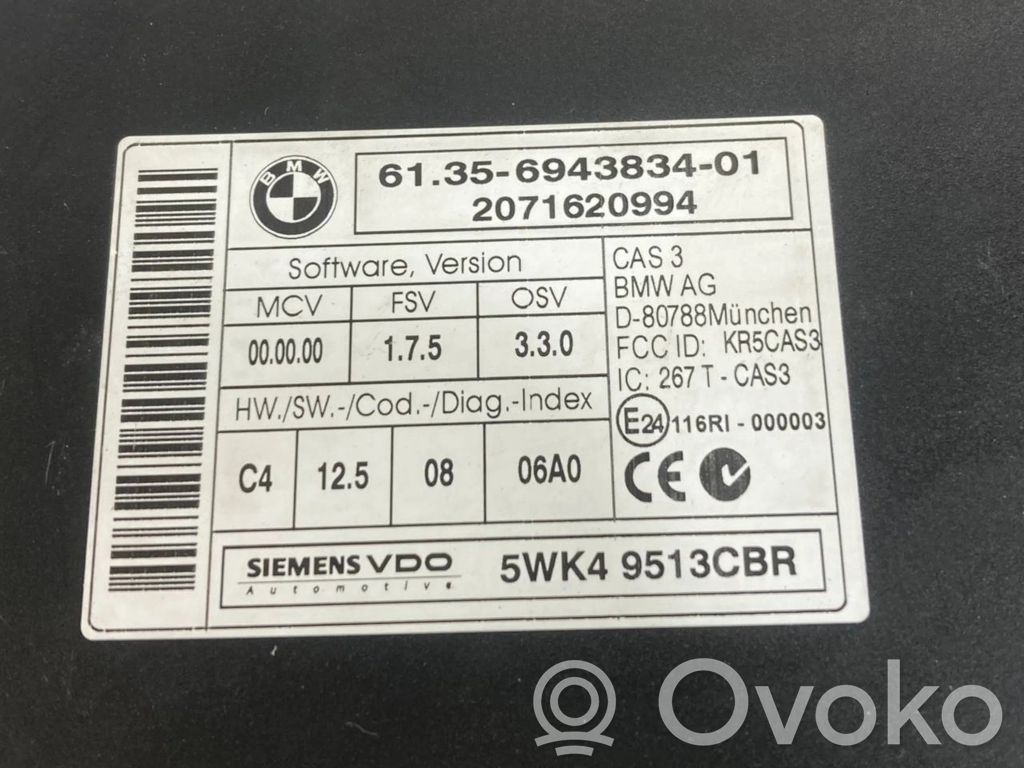 BMW
61.35-6943834-01
2071620994
Software, Version
MCV FSV OSV
00.00.00 1.7.5 3.3.0
HW./SW.-/Cod.-/Diag.-Index
C4 12.5 08 06A0
CAS 3
BMW AG
D-80788München
FCC ID: KR5CAS3
IC: 267 T - CAS3
E24 116RI - 000003
CE
SIEMENS VDO
Automotive
5WK4 9513CBR
Ovoko